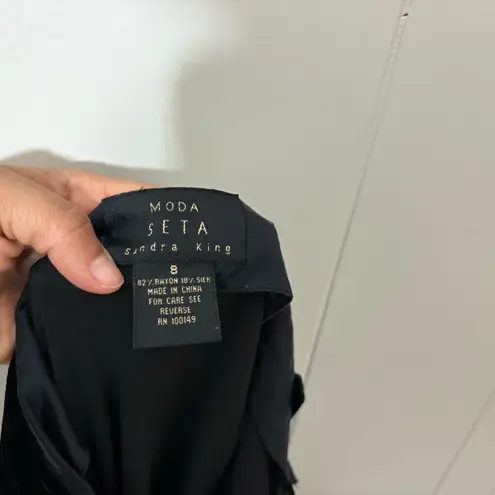 MODA
SETA
Sandra King
8
82% RAYON 18% SILK
MADE IN CHINA
FOR CARE SEE
REVERSE
RN 100149